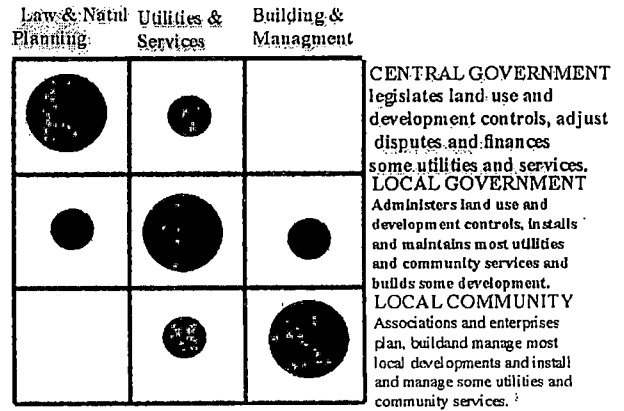 Law & Natnl
Planning
Utilities &
Services
Building &
Managment
CENTRAL GOVERNMENT
legislates land use and
development controls, adjust
disputes and finances
some utilities and services.
LOCAL GOVERNMENT
Administers land use and
development controls, installs
and maintains most utilities
and community services and
builds some development.
LOCAL COMMUNITY
Associations and enterprises
plan, buildand manage most
local developments and install
and manage some utilities and
community services.